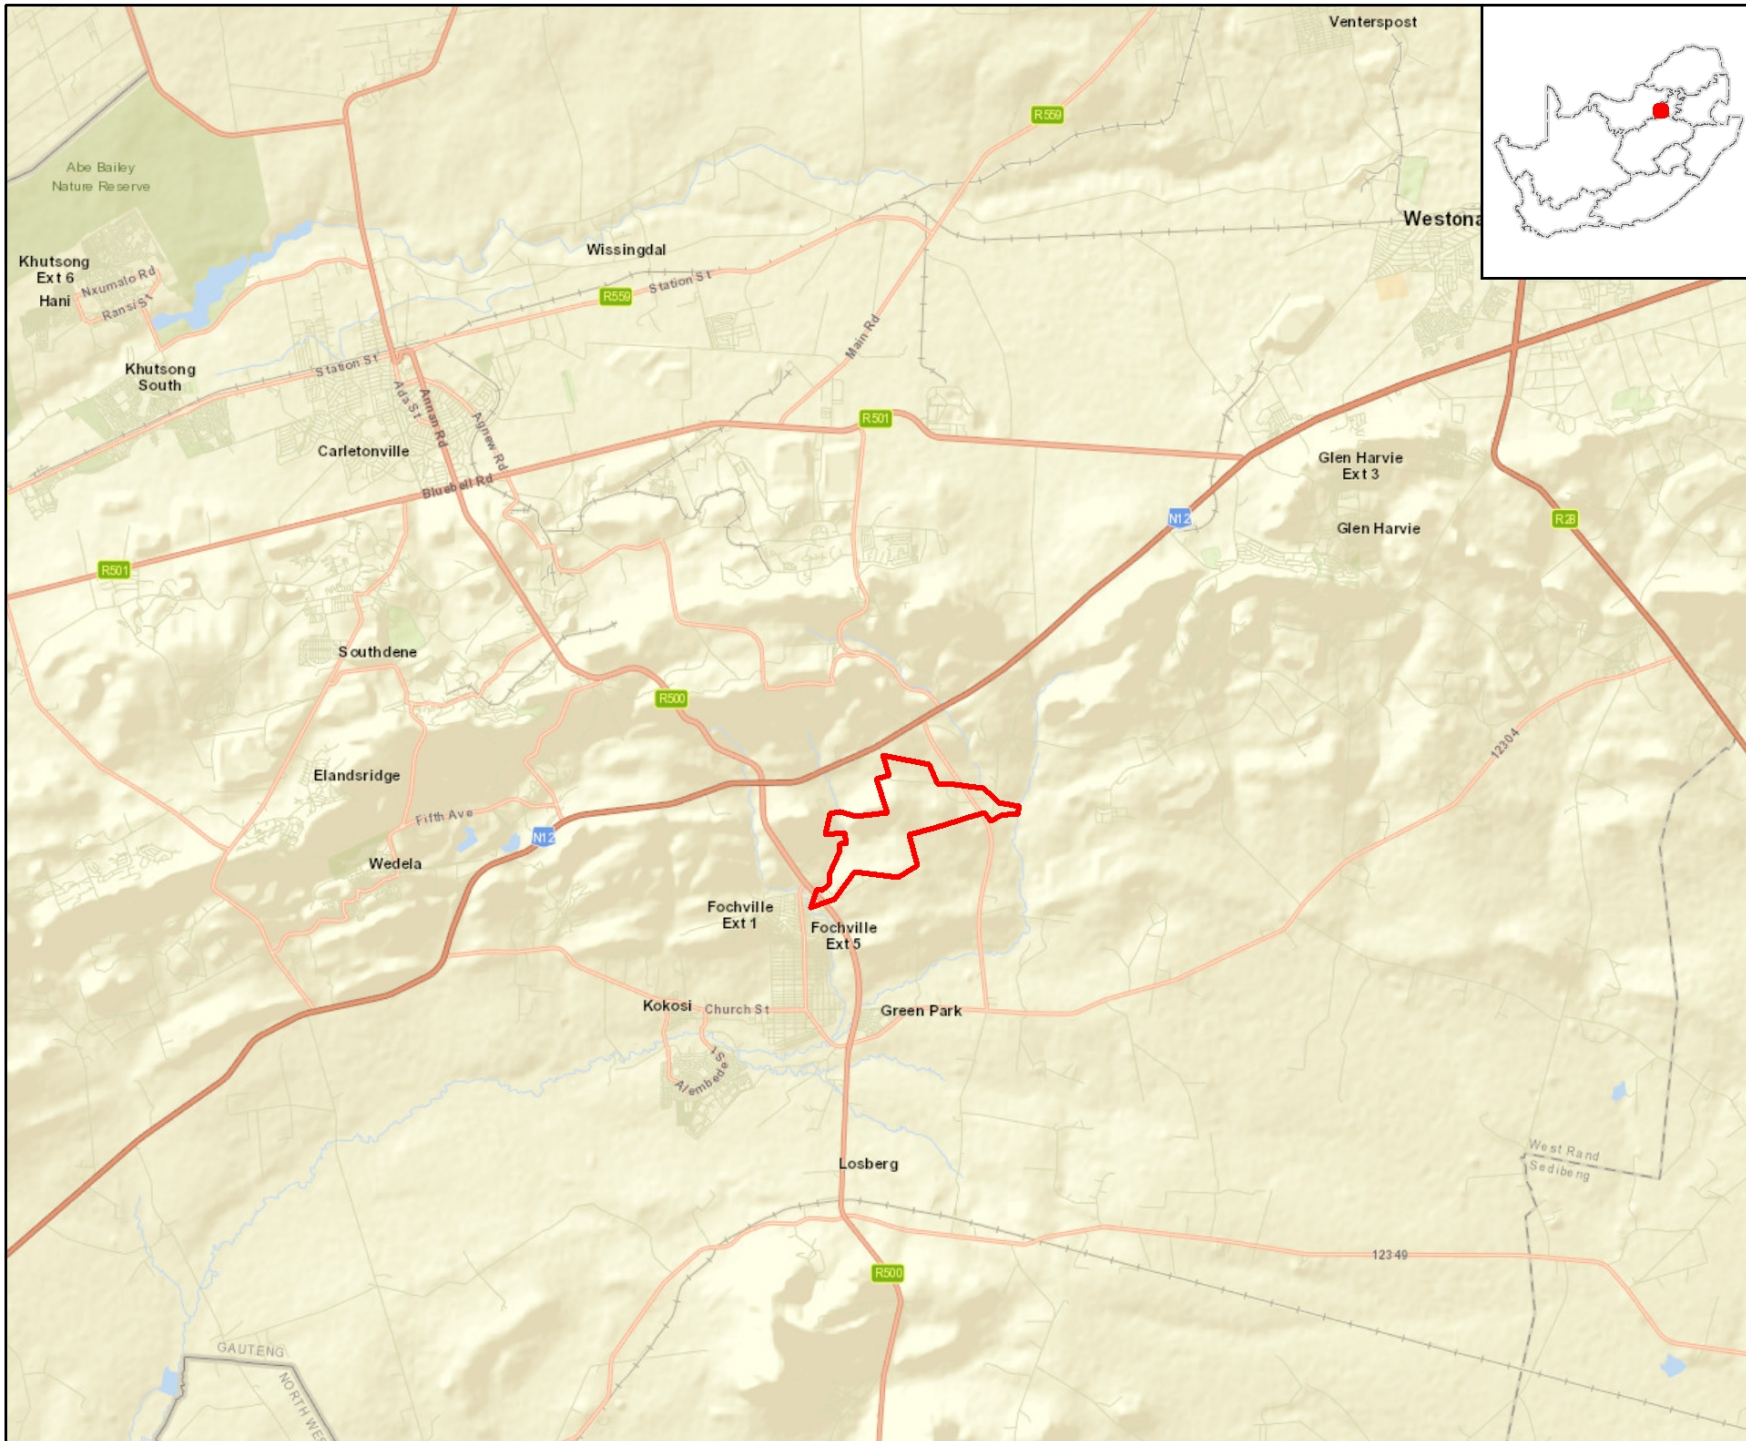 Venterspost
R559
Abe Bailey
Nature Reserve
Westona
Wissingdal
Khutsong
Ext 6
Nxumalo Rd
Hani
Ransi St
R559
Station St
Main Rd
Khutsong
South
Station St
Ada St
Annan Rd
Agnew Rd
R501
Carletonville
Bluebell Rd
Glen Harvie
Ext 3
N12
R28
Glen Harvie
R501
Southdene
R500
12304
Elandsridge
Fifth Ave
N12
Wedela
Fochville
Ext 1
Fochville
Ext 5
Kokosi
Church St
Green Park
Alembede St
West Rand
Sedibeng
Losberg
12349
R500
GAUTENG
NORTH WE